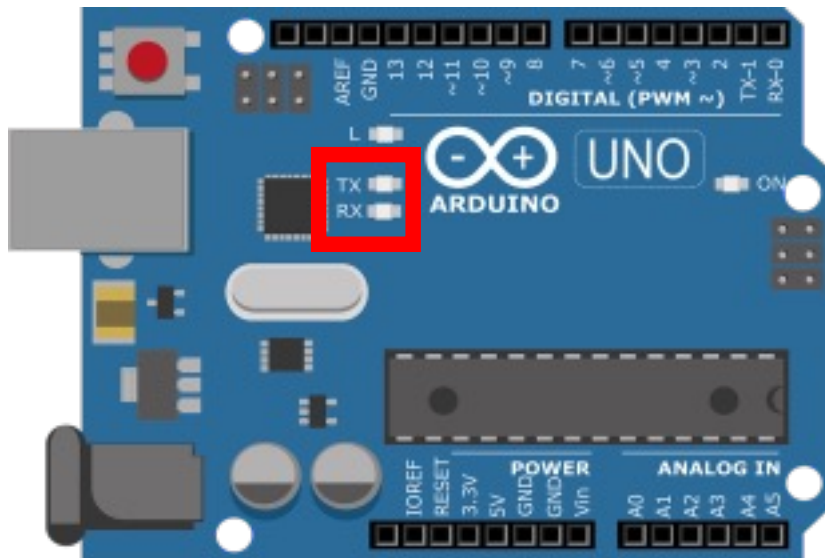 AREF
GND
13
12
~11
~10
~9
8
7
~6
~5
4
~3
2
TX-1
RX-0
DIGITAL (PWM ~)
L
TX
RX
- +
ARDUINO
UNO
ON
POWER
ANALOG IN
IOREF
RESET
3.3V
5V
GND
GND
Vin
A0
A1
A2
A3
A4
A5